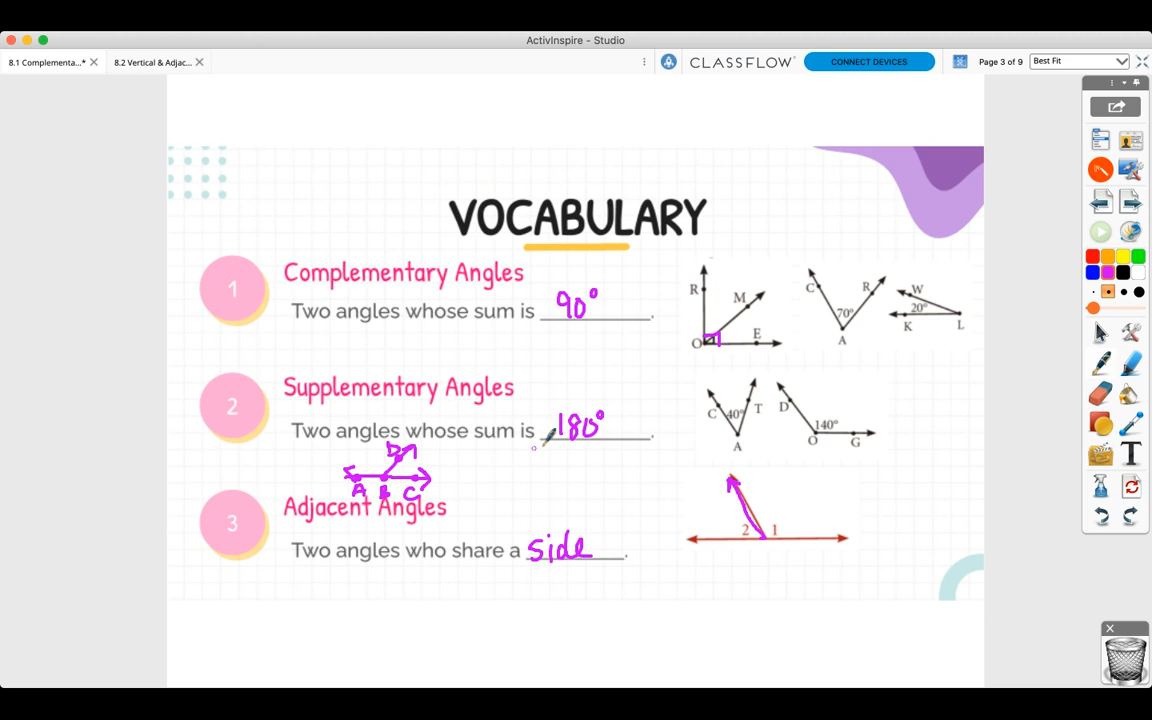 ActivInspire - Studio
8.1 Complementa...*
8.2 Vertical & Adjac...
CLASSFLOW
CONNECT DEVICES
Page 3 of 9
Best Fit
VOCABULARY
1
Complementary Angles
Two angles whose sum is 90°.
R
M
O
E
C
R
70°
A
W
20°
K
L
2
Supplementary Angles
Two angles whose sum is 180°.
C
40°
T
A
D
140°
O
G
D
A
B
C
3
Adjacent Angles
Two angles who share a side.
2
1
T
X